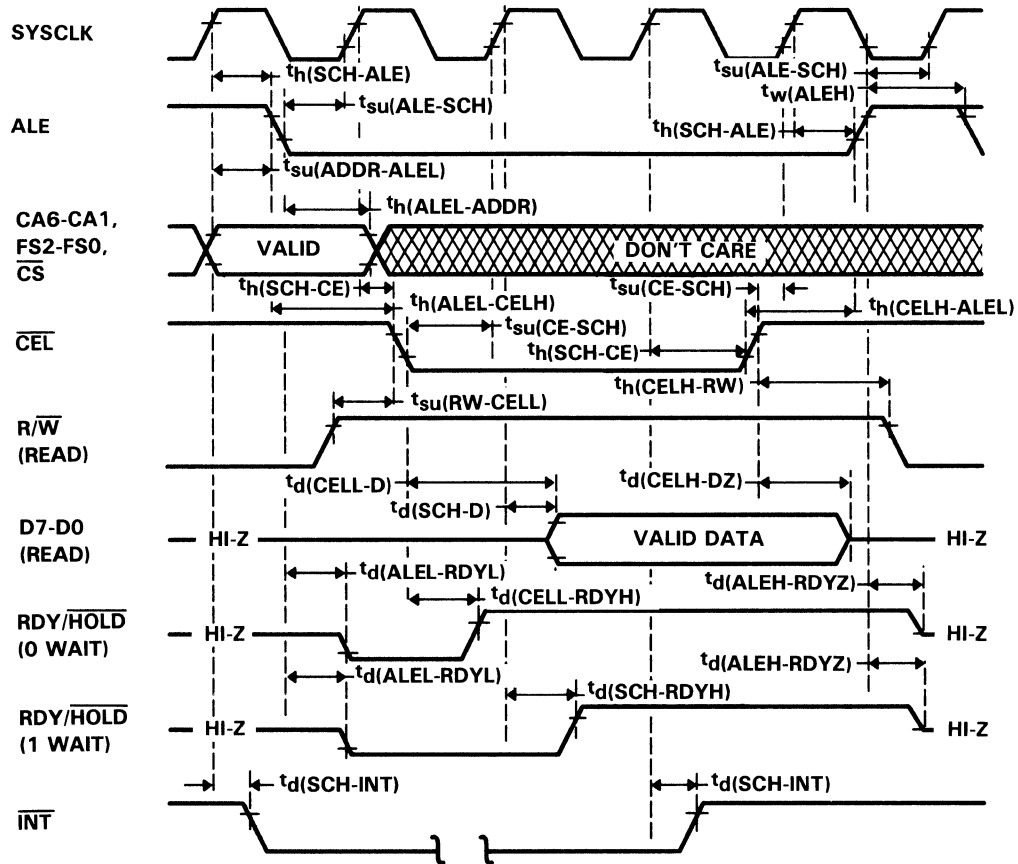 SYSCLK
th(SCH-ALE)
tsu(ALE-SCH)
tsu(ALE-SCH)
tw(ALEH)
ALE
th(SCH-ALE)
tsu(ADDR-ALEL)
CA6-CA1,
FS2-FS0,
CS
th(ALEL-ADDR)
VALID
DON'T CARE
th(SCH-CE)
tsu(CE-SCH)
th(ALEL-CELH)
th(CELH-ALEL)
CEL
tsu(CE-SCH)
th(SCH-CE)
th(CELH-RW)
tsu(RW-CELL)
R/W
(READ)
td(CELL-D)
td(CELH-DZ)
td(SCH-D)
D7-D0
(READ)
HI-Z
VALID DATA
HI-Z
td(ALEL-RDYL)
td(ALEH-RDYZ)
td(CELL-RDYH)
RDY/HOLD
(0 WAIT)
HI-Z
HI-Z
td(ALEL-RDYL)
td(ALEH-RDYZ)
td(SCH-RDYH)
RDY/HOLD
(1 WAIT)
HI-Z
HI-Z
td(SCH-INT)
td(SCH-INT)
INT